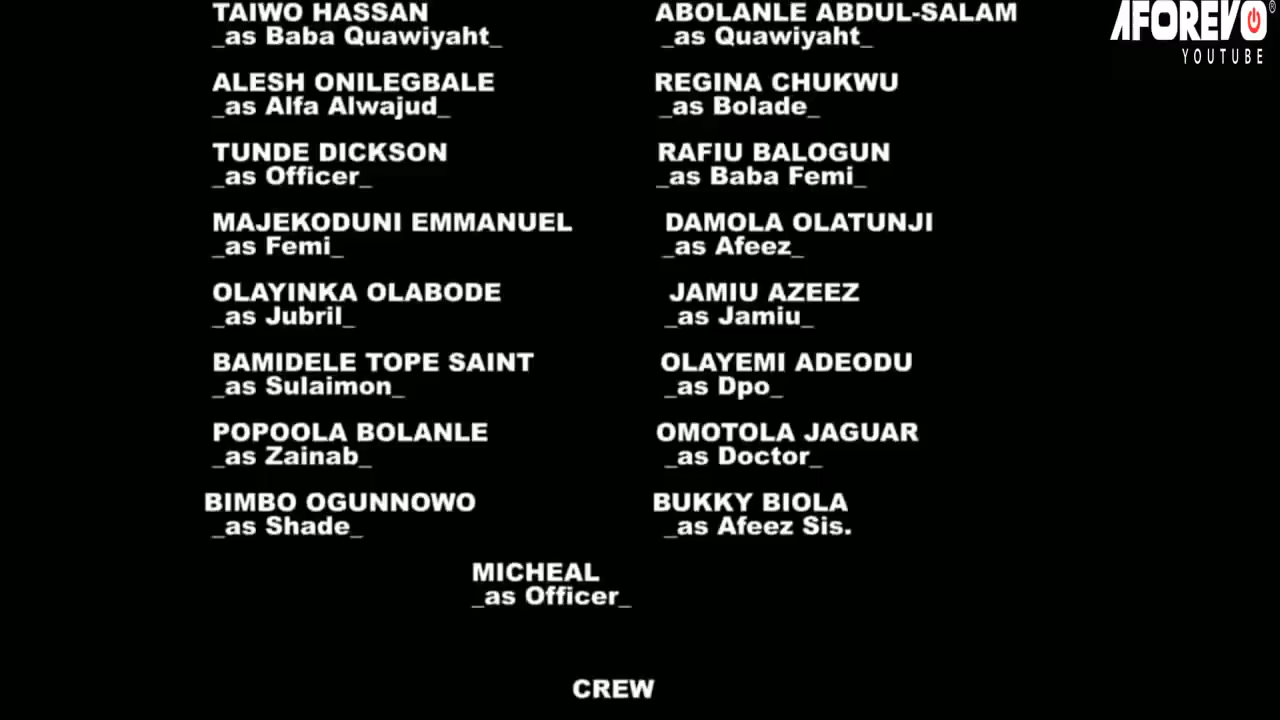 TAIWO HASSAN
_as Baba Quawiyaht_
ABOLANLE ABDUL-SALAM
_as Quawiyaht_
AFOREVO®
YOUTUBE
ALESH ONILEGBALE
_as Alfa Alwajud_
REGINA CHUKWU
_as Bolade_
TUNDE DICKSON
_as Officer_
RAFIU BALOGUN
_as Baba Femi_
MAJEKODUNI EMMANUEL
_as Femi_
DAMOLA OLATUNJI
_as Afeez_
OLAYINKA OLABODE
_as Jubril_
JAMIU AZEEZ
_as Jamiu_
BAMIDELE TOPE SAINT
_as Sulaimon_
OLAYEMI ADEODU
_as Dpo_
POPOOLA BOLANLE
_as Zainab_
OMOTOLA JAGUAR
_as Doctor_
BIMBO OGUNNOWO
_as Shade_
BUKKY BIOLA
_as Afeez Sis.
MICHEAL
_as Officer_
CREW